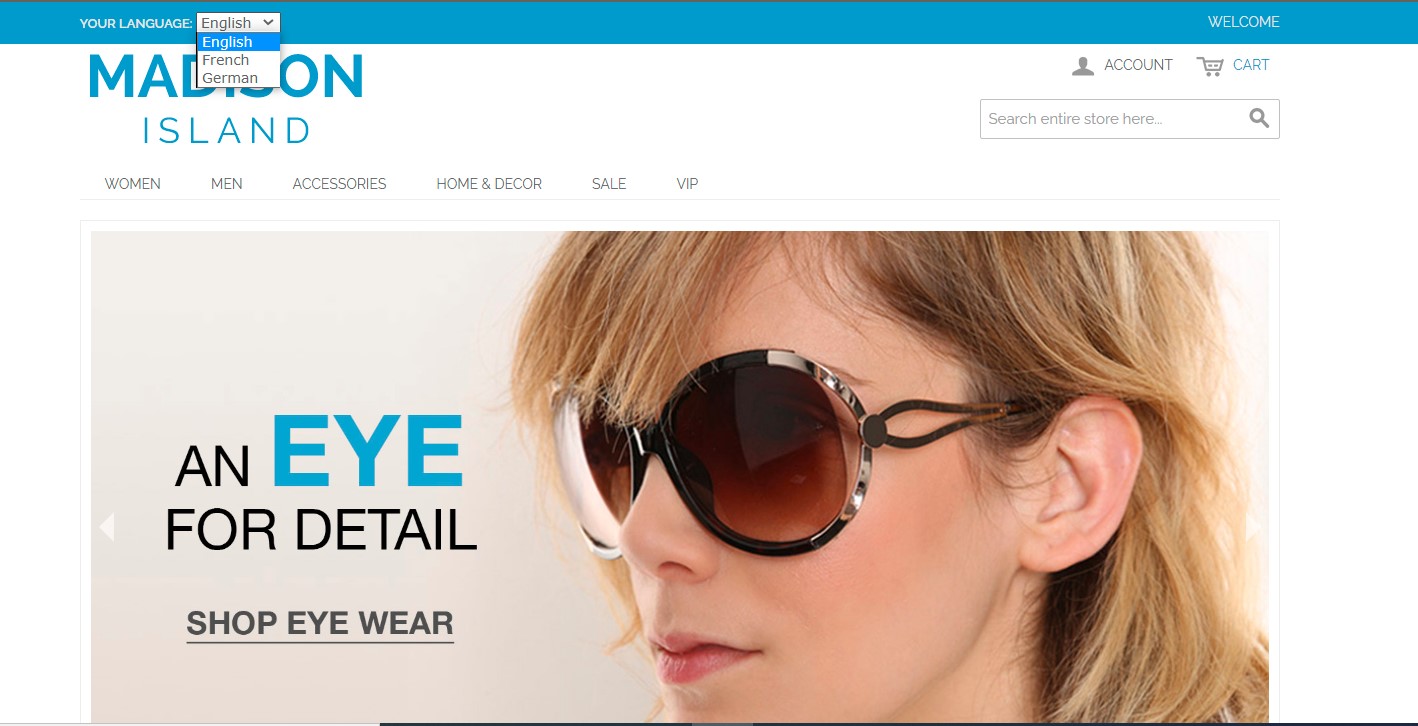 YOUR LANGUAGE: English
WELCOME
English
French
German
MADISON
ISLAND
ACCOUNT
CART
Search entire store here...
WOMEN MEN ACCESSORIES HOME & DECOR SALE VIP
AN EYE
FOR DETAIL
SHOP EYE WEAR